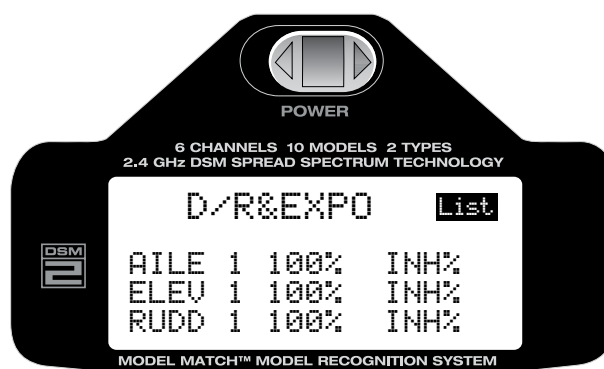 POWER
6 CHANNELS 10 MODELS 2 TYPES
2.4 GHz DSM SPREAD SPECTRUM TECHNOLOGY
D/R&EXPO List
DSM
2
AILE 1 100% INH%
ELEV 1 100% INH%
RUDD 1 100% INH%
MODEL MATCH™ MODEL RECOGNITION SYSTEM